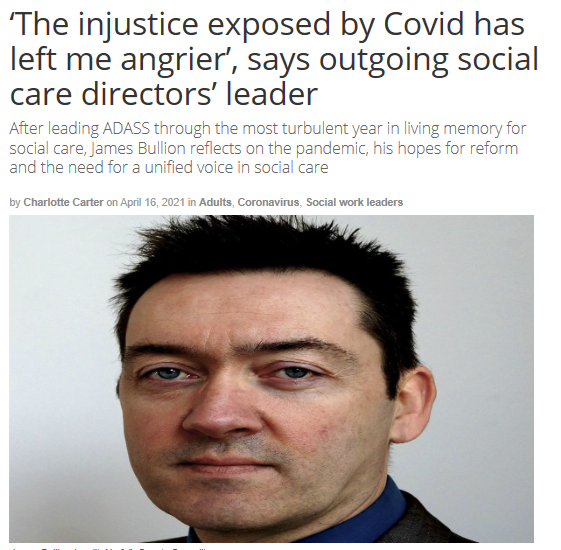 ‘The injustice exposed by Covid has
left me angrier’, says outgoing social
care directors’ leader
After leading ADASS through the most turbulent year in living memory for
social care, James Bullion reflects on the pandemic, his hopes for reform
and the need for a unified voice in social care
by Charlotte Carter on April 16, 2021 in Adults, Coronavirus, Social work leaders